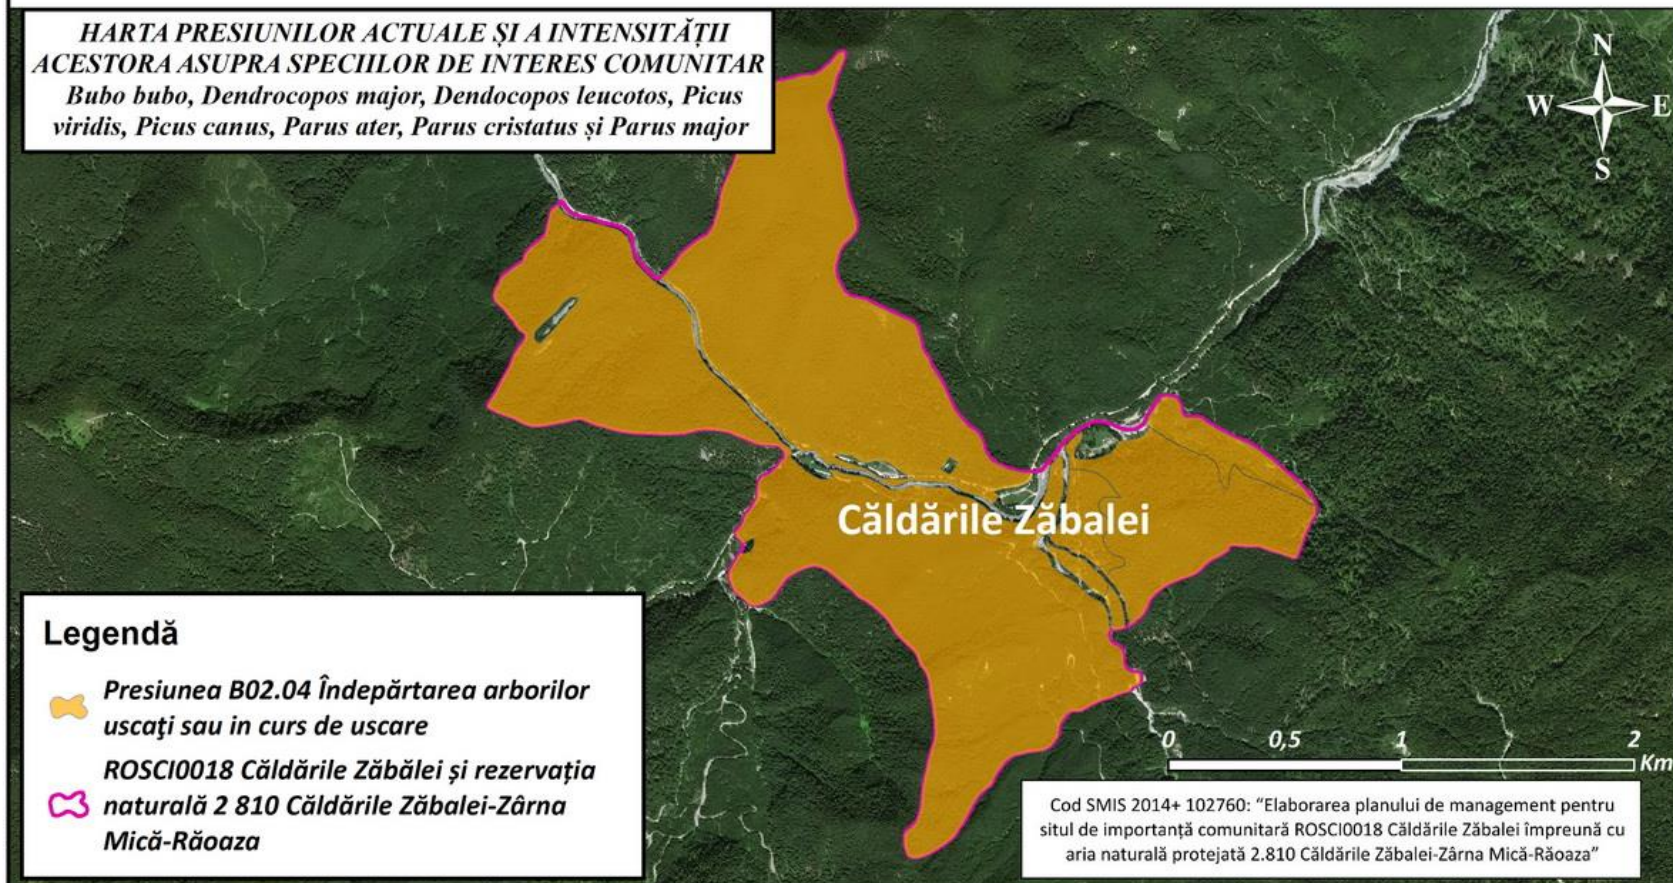 HARTA PRESIUNILOR ACTUALE ȘI A INTENSITĂȚII
ACESTORA ASUPRA SPECIILOR DE INTERES COMUNITAR
Bubo bubo, Dendrocopos major, Dendocopos leucotos, Picus
viridis, Picus canus, Parus ater, Parus cristatus și Parus major
N
W
E
S
Căldările Zăbalei
Legendă
Presiunea B02.04 Îndepărtarea arborilor
uscaţi sau in curs de uscare
ROSCI0018 Căldările Zăbălei și rezervația
naturală 2 810 Căldările Zăbalei-Zârna
Mică-Răoaza
0 0,5 1 2
Km
Cod SMIS 2014+ 102760: “Elaborarea planului de management pentru
situl de importanță comunitară ROSCI0018 Căldările Zăbalei împreună cu
aria naturală protejată 2.810 Căldările Zăbalei-Zârna Mică-Răoaza”